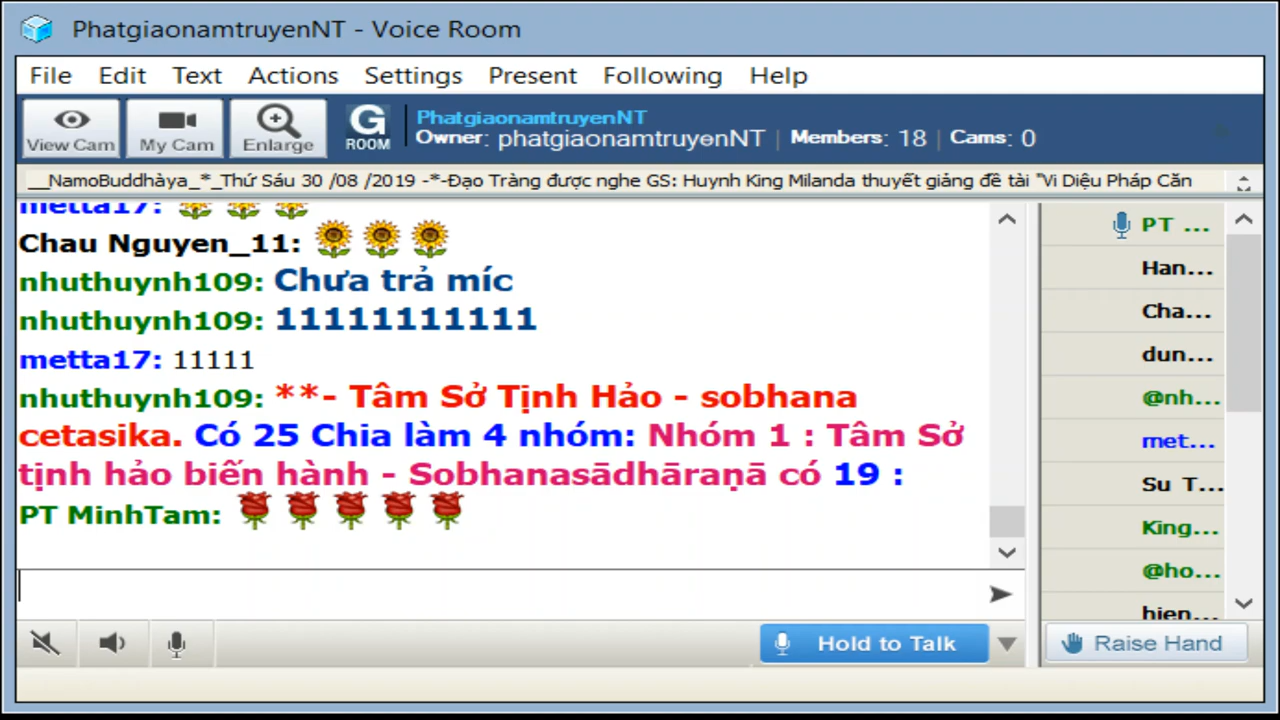 PhatgiaonamtruyenNT - Voice Room
File Edit Text Actions Settings Present Following Help
View Cam My Cam Enlarge G ROOM
PhatgiaonamtruyenNT
Owner: phatgiaonamtruyenNT | Members: 18 | Cams: 0
__NamoBuddhàya_*_Thứ Sáu 30 /08 /2019 -*-Đạo Tràng được nghe GS: Huynh King Milanda thuyết giảng đề tài "Vi Diệu Pháp Căn
metta17:
Chau Nguyen_11:
nhuthuynh109: Chưa trả míc
nhuthuynh109: 11111111111
metta17: 11111
nhuthuynh109: **- Tâm Sở Tịnh Hảo - sobhana
cetasika. Có 25 Chia làm 4 nhóm: Nhóm 1 : Tâm Sở
tịnh hảo biến hành - Sobhanasādhāraṇā có 19 :
PT MinhTam:
PT ...
Han...
Cha...
dun...
@nh...
met...
Su T...
King...
@ho...
hien...
Hold to Talk
Raise Hand